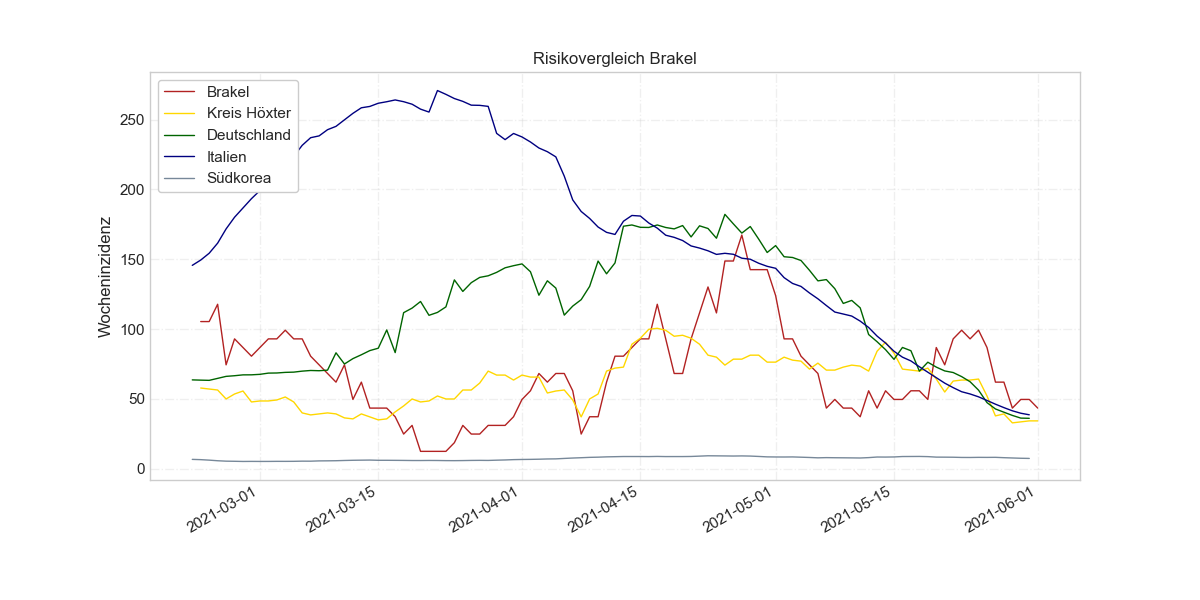 Risikovergleich Brakel
Brakel
Kreis Höxter
Deutschland
Italien
Südkorea
Wocheninzidenz
250
200
150
100
50
0
2021-03-01
2021-03-15
2021-04-01
2021-04-15
2021-05-01
2021-05-15
2021-06-01